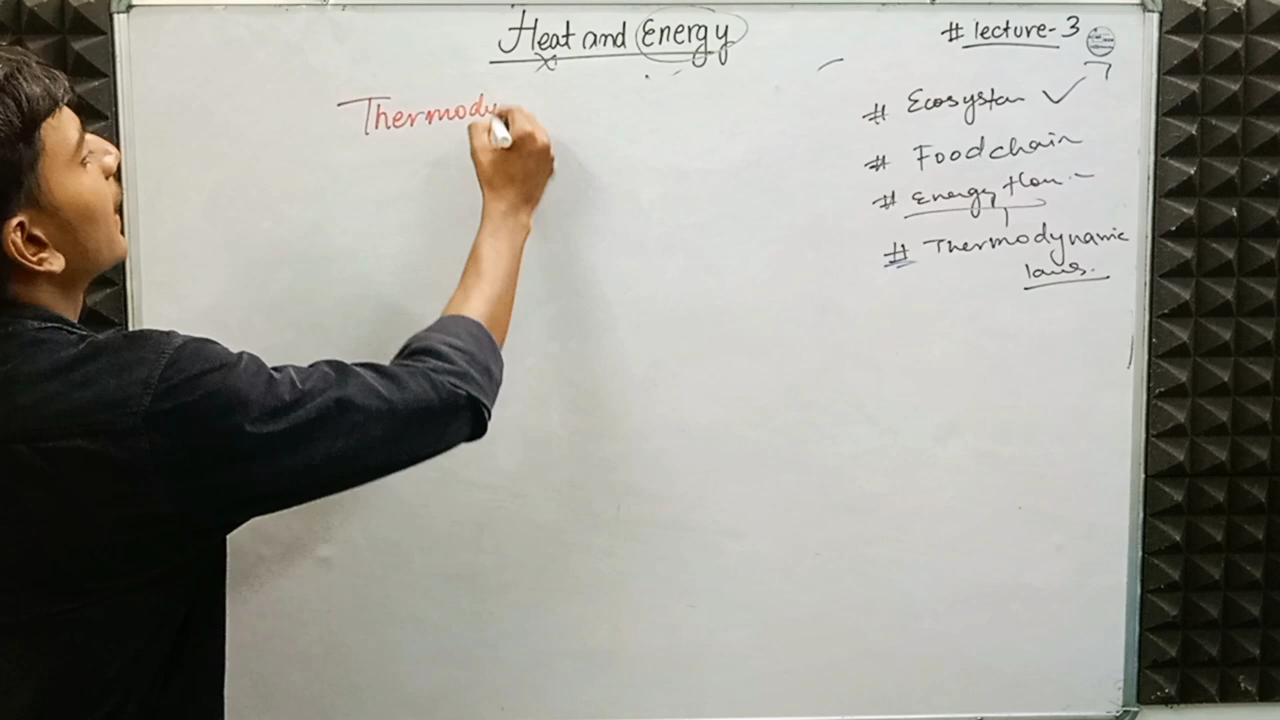 Heat and Energy
# lecture-3
Thermody
# Ecosystem
# Foodchain
# Energy flow
# Thermodynamic
laws.